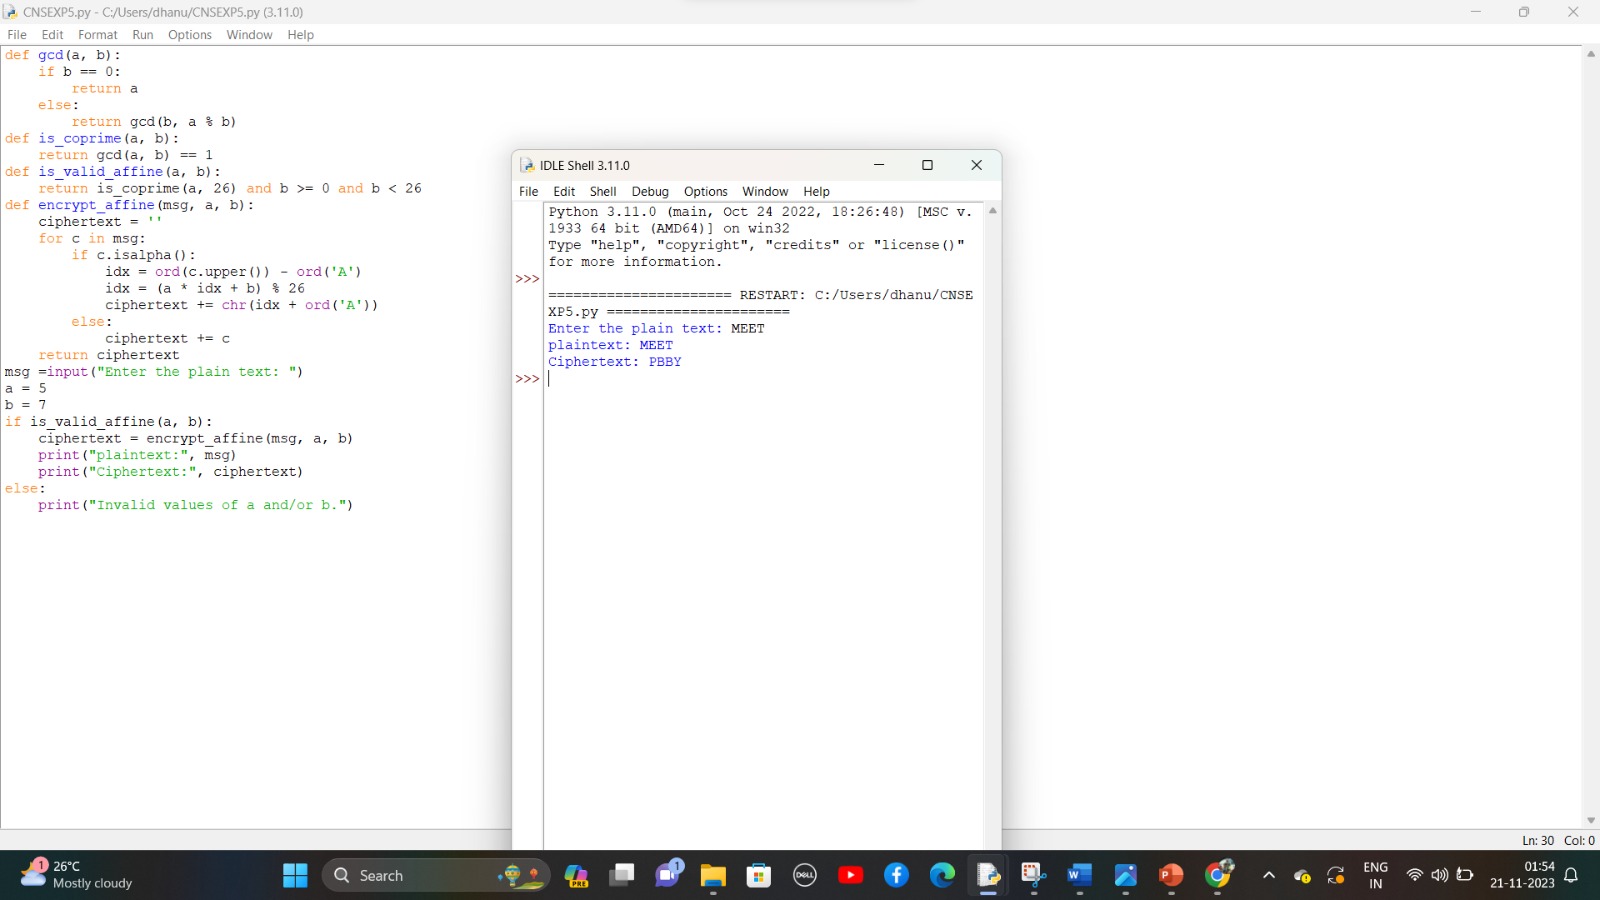 CNSEXP5.py - C:/Users/dhanu/CNSEXP5.py (3.11.0)
File Edit Format Run Options Window Help
def gcd(a, b):
    if b == 0:
        return a
    else:
        return gcd(b, a % b)
def is_coprime(a, b):
    return gcd(a, b) == 1
def is_valid_affine(a, b):
    return is_coprime(a, 26) and b >= 0 and b < 26
def encrypt_affine(msg, a, b):
    ciphertext = ''
    for c in msg:
        if c.isalpha():
            idx = ord(c.upper()) - ord('A')
            idx = (a * idx + b) % 26
            ciphertext += chr(idx + ord('A'))
        else:
            ciphertext += c
    return ciphertext
msg =input("Enter the plain text: ")
a = 5
b = 7
if is_valid_affine(a, b):
    ciphertext = encrypt_affine(msg, a, b)
    print("plaintext:", msg)
    print("Ciphertext:", ciphertext)
else:
    print("Invalid values of a and/or b.")
IDLE Shell 3.11.0
File Edit Shell Debug Options Window Help
Python 3.11.0 (main, Oct 24 2022, 18:26:48) [MSC v.
1933 64 bit (AMD64)] on win32
Type "help", "copyright", "credits" or "license()"
for more information.
>>>
====================== RESTART: C:/Users/dhanu/CNSE
XP5.py ======================
Enter the plain text: MEET
plaintext: MEET
Ciphertext: PBBY
>>>
Ln: 30 Col: 0
1
26°C
Mostly cloudy
Search
PRE
1
DELL
W
P
ENG
IN
01:54
21-11-2023